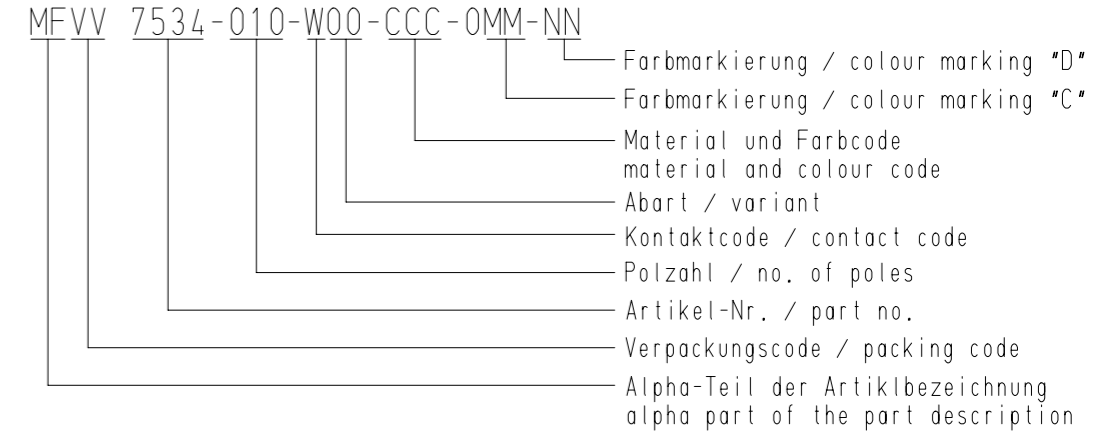 MFVV 7534-010-W00-CCC-0MM-NN
Farbmarkierung / colour marking "D"
Farbmarkierung / colour marking "C"
Material und Farbcode
material and colour code
Abart / variant
Kontaktcode / contact code
Polzahl / no. of poles
Artikel-Nr. / part no.
Verpackungscode / packing code
Alpha-Teil der Artiklbezeichnung
alpha part of the part description